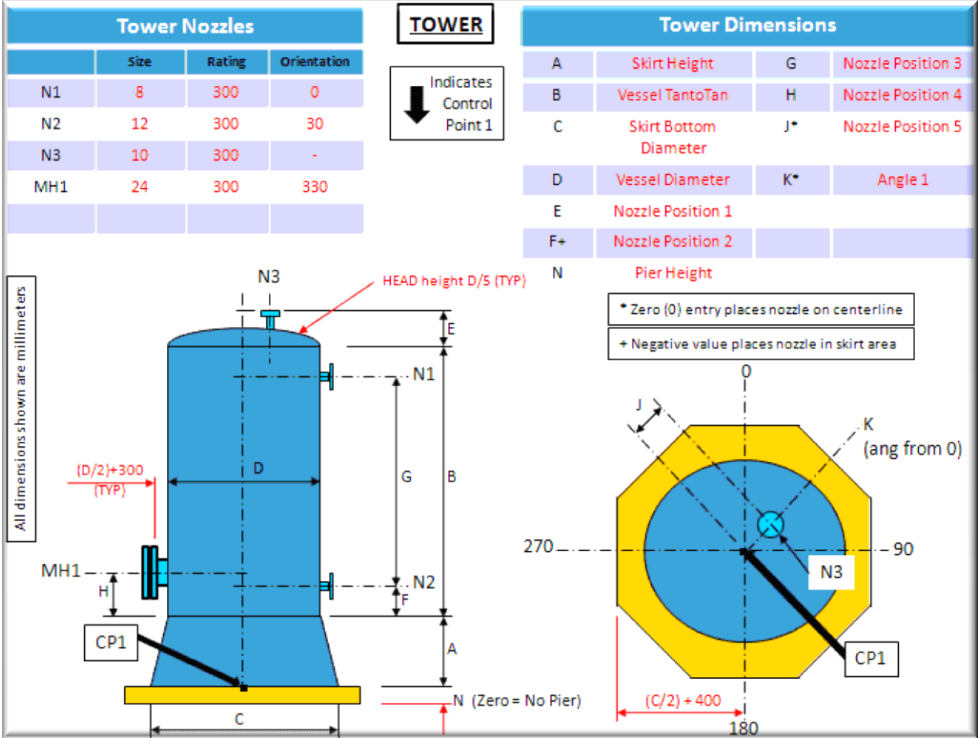 Tower Nozzles
Size Rating Orientation
N1 8 300 0
N2 12 300 30
N3 10 300 -
MH1 24 300 330
TOWER
Indicates
Control
Point 1
Tower Dimensions
A Skirt Height G Nozzle Position 3
B Vessel TantoTan H Nozzle Position 4
C Skirt Bottom J* Nozzle Position 5
Diameter
D Vessel Diameter K* Angle 1
E Nozzle Position 1
F+ Nozzle Position 2
N Pier Height
* Zero (0) entry places nozzle on centerline
+ Negative value places nozzle in skirt area
All dimensions shown are millimeters
N3
HEAD height D/5 (TYP)
E
N1
D
G
B
(D/2)+300
(TYP)
MH1
H
N2
F
CP1
A
N (Zero = No Pier)
C
0
J
K
(ang from 0)
270
90
N3
CP1
(C/2) + 400
180